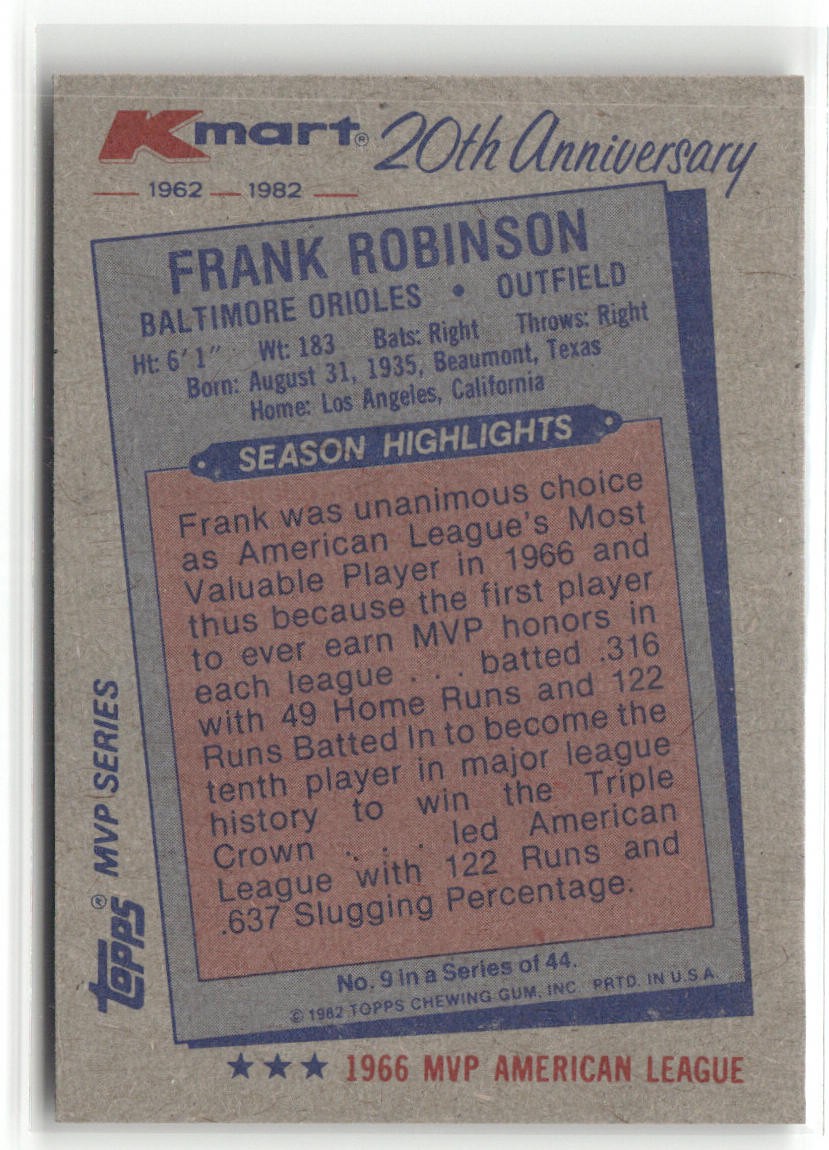 Kmart® 20th Anniversary
1962 1982
FRANK ROBINSON
BALTIMORE ORIOLES • OUTFIELD
Ht: 6' 1" Wt: 183 Bats: Right Throws: Right
Born: August 31, 1935, Beaumont, Texas
Home: Los Angeles, California
SEASON HIGHLIGHTS
Frank was unanimous choice
as American League's Most
Valuable Player in 1966 and
thus because the first player
to ever earn MVP honors in
each league . . . batted .316
with 49 Home Runs and 122
Runs Batted In to become the
tenth player in major league
history to win the Triple
Crown . . . led American
League with 122 Runs and
.637 Slugging Percentage.
No. 9 in a Series of 44.
© 1982 TOPPS CHEWING GUM, INC. PRTD. IN U.S.A.
TOPPS® MVP SERIES
★★★ 1966 MVP AMERICAN LEAGUE